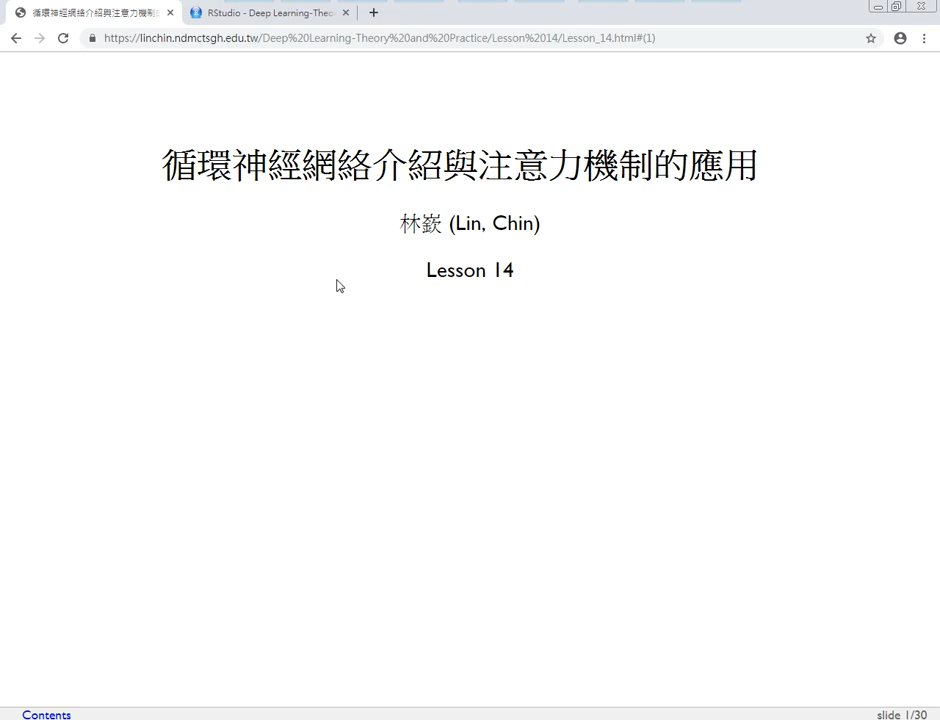 循環神經網絡介紹與注意力機制
RStudio - Deep Learning-Theo
https://linchin.ndmctsgh.edu.tw/Deep%20Learning-Theory%20and%20Practice/Lesson%2014/Lesson_14.html#(1)
循環神經網絡介紹與注意力機制的應用
林嶔 (Lin, Chin)
Lesson 14
Contents
slide 1/30